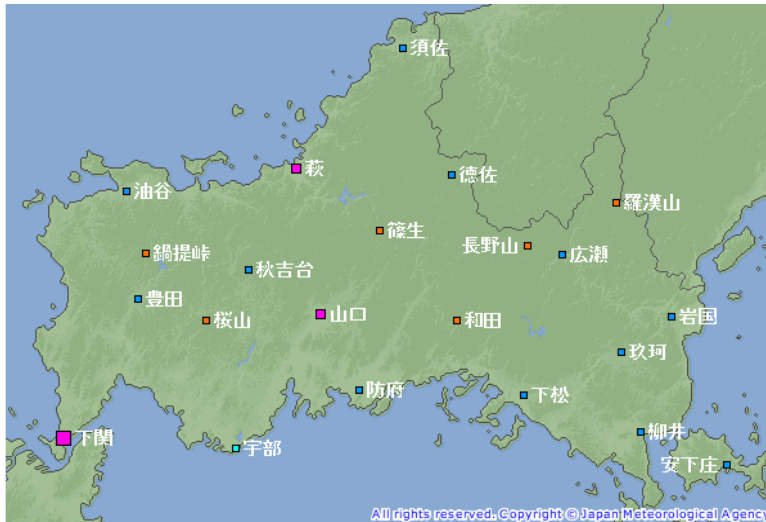 須佐
萩
徳佐
油谷
羅漢山
篠生
長野山
鍋提峠
広瀬
秋吉台
豊田
山口
桜山
和田
岩国
玖珂
防府
下松
下関
柳井
宇部
安下庄
All rights reserved. Copyright © Japan Meteorological Agency